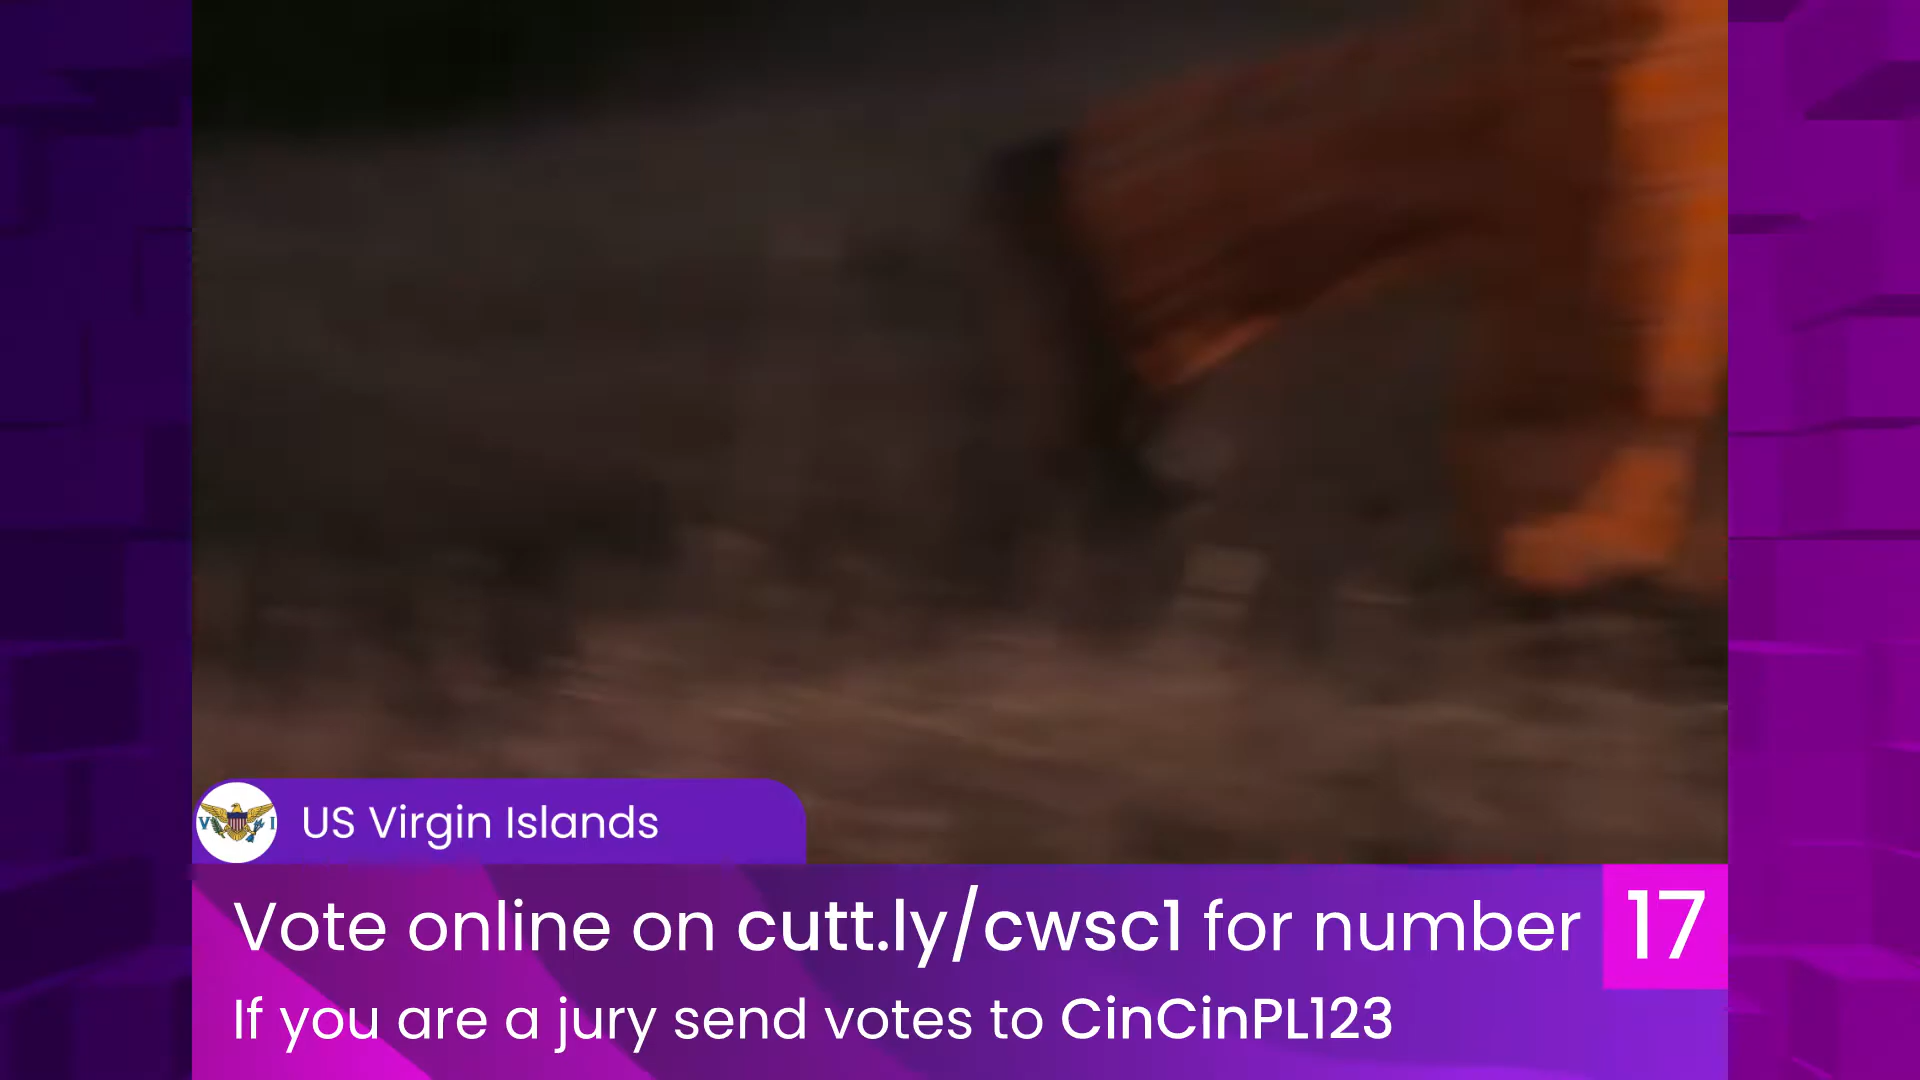 V I
US Virgin Islands
Vote online on cutt.ly/cwsc1 for number 17
If you are a jury send votes to CinCinPL123